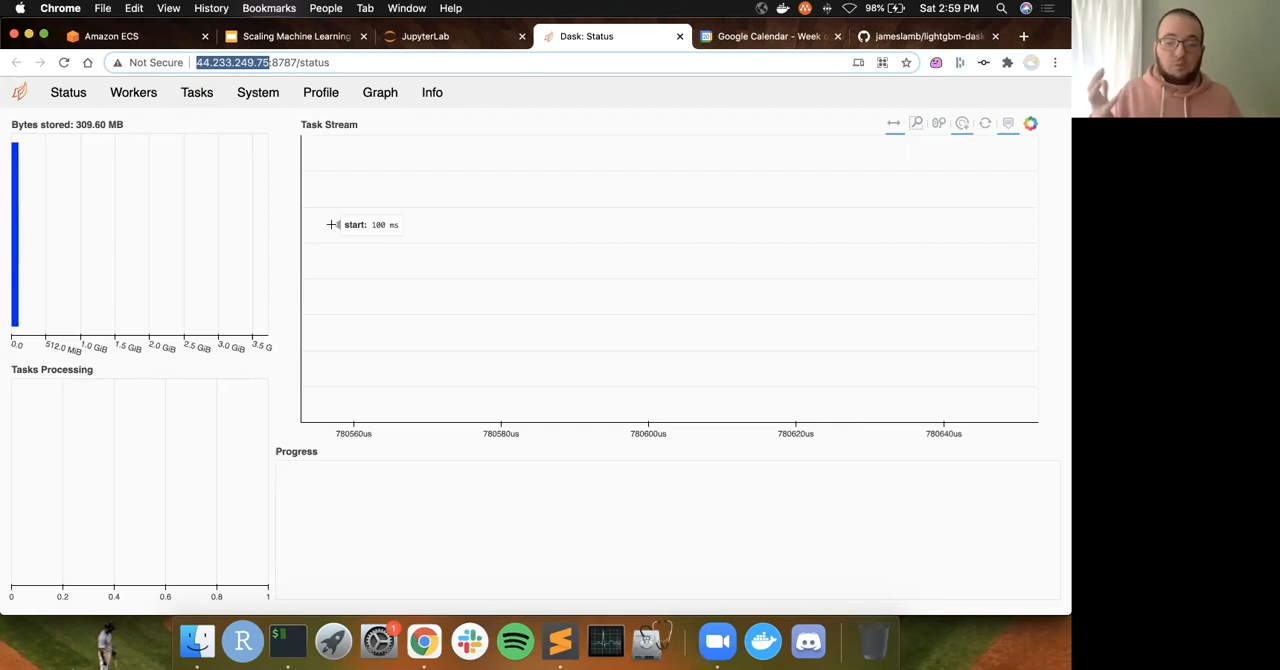 Chrome File Edit View History Bookmarks People Tab Window Help 98% Sat 2:59 PM
Amazon ECS Scaling Machine Learning JupyterLab Dask: Status Google Calendar - Week o jameslamb/lightgbm-dask
Not Secure 44.233.249.75:8787/status
Status Workers Tasks System Profile Graph Info
Bytes stored: 309.60 MB
Task Stream
start: 100 ms
0.0 512.0 MiB 1.0 GiB 1.5 GiB 2.0 GiB 2.5 GiB 3.0 GiB 3.5 G
Tasks Processing
780560us 780580us 780600us 780620us 780640us
Progress
0 0.2 0.4 0.6 0.8 1
R
$
1